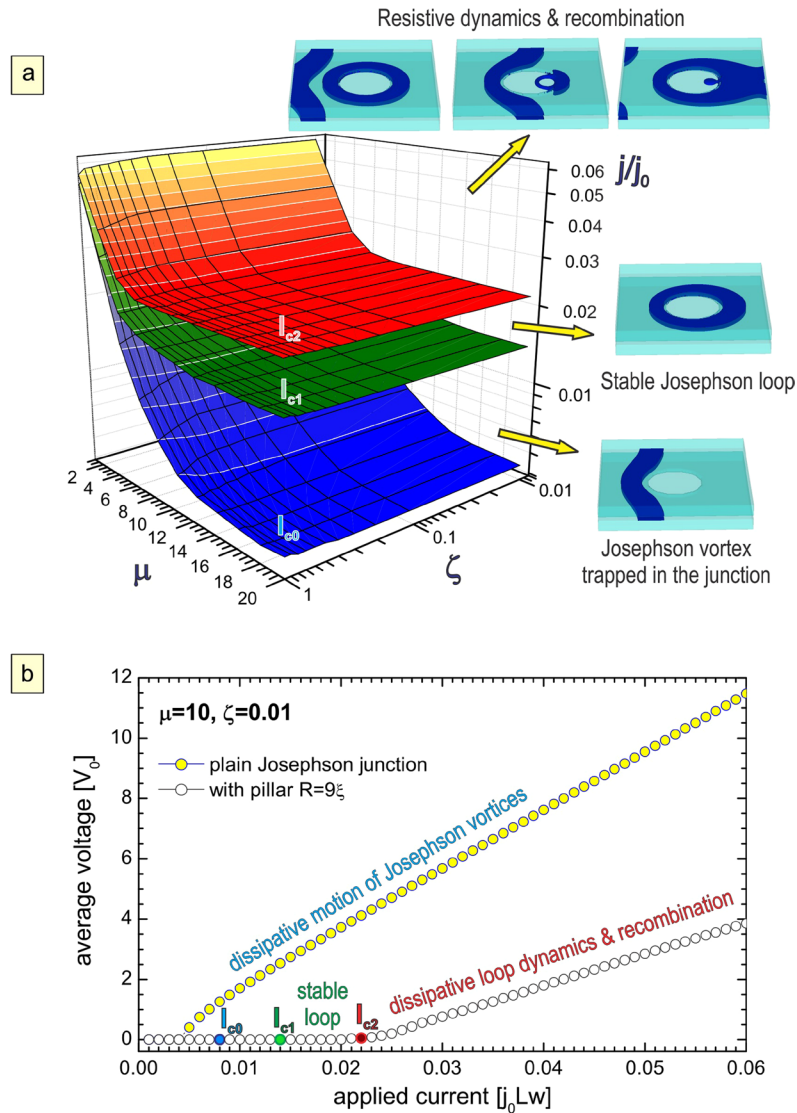 Resistive dynamics & recombination
a
j/j0
0.06
0.05
0.04
0.03
0.02
0.01
Ic2
Ic1
Ic0
Stable Josephson loop
Josephson vortex
trapped in the junction
2
4
6
8
10
12
14
16
18
20
μ
1
0.1
0.01
ζ
b
μ=10, ζ=0.01
plain Josephson junction
with pillar R=9ξ
dissipative motion of Josephson vortices
dissipative loop dynamics & recombination
stable
loop
Ic0
Ic1
Ic2
average voltage [V0]
12
10
8
6
4
2
0
0.00 0.01 0.02 0.03 0.04 0.05 0.06
applied current [j0Lw]